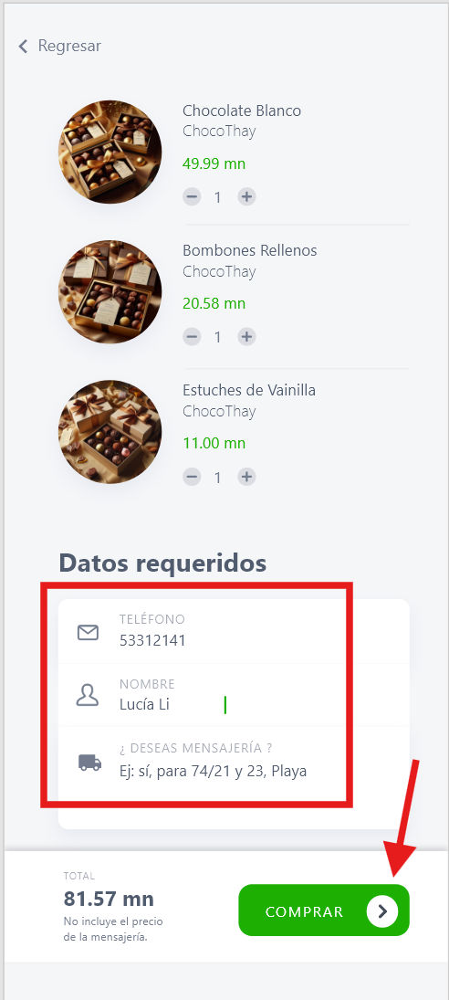 Regresar
Chocolate Blanco
ChocoThay
49.99 mn
1
Bombones Rellenos
ChocoThay
20.58 mn
1
Estuches de Vainilla
ChocoThay
11.00 mn
1
Datos requeridos
TELÉFONO
53312141
NOMBRE
Lucía Li
¿ DESEAS MENSAJERÍA ?
Ej: sí, para 74/21 y 23, Playa
TOTAL
81.57 mn
No incluye el precio
de la mensajería.
COMPRAR